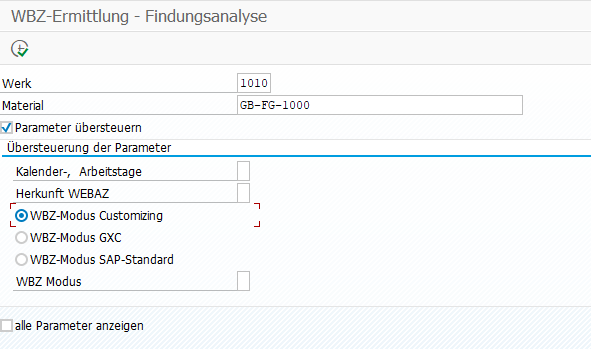 WBZ-Ermittlung - Findungsanalyse
Werk 1010
Material GB-FG-1000
Parameter übersteuern
Übersteuerung der Parameter
Kalender-, Arbeitstage
Herkunft WEBAZ
WBZ-Modus Customizing
WBZ-Modus GXC
WBZ-Modus SAP-Standard
WBZ Modus
alle Parameter anzeigen